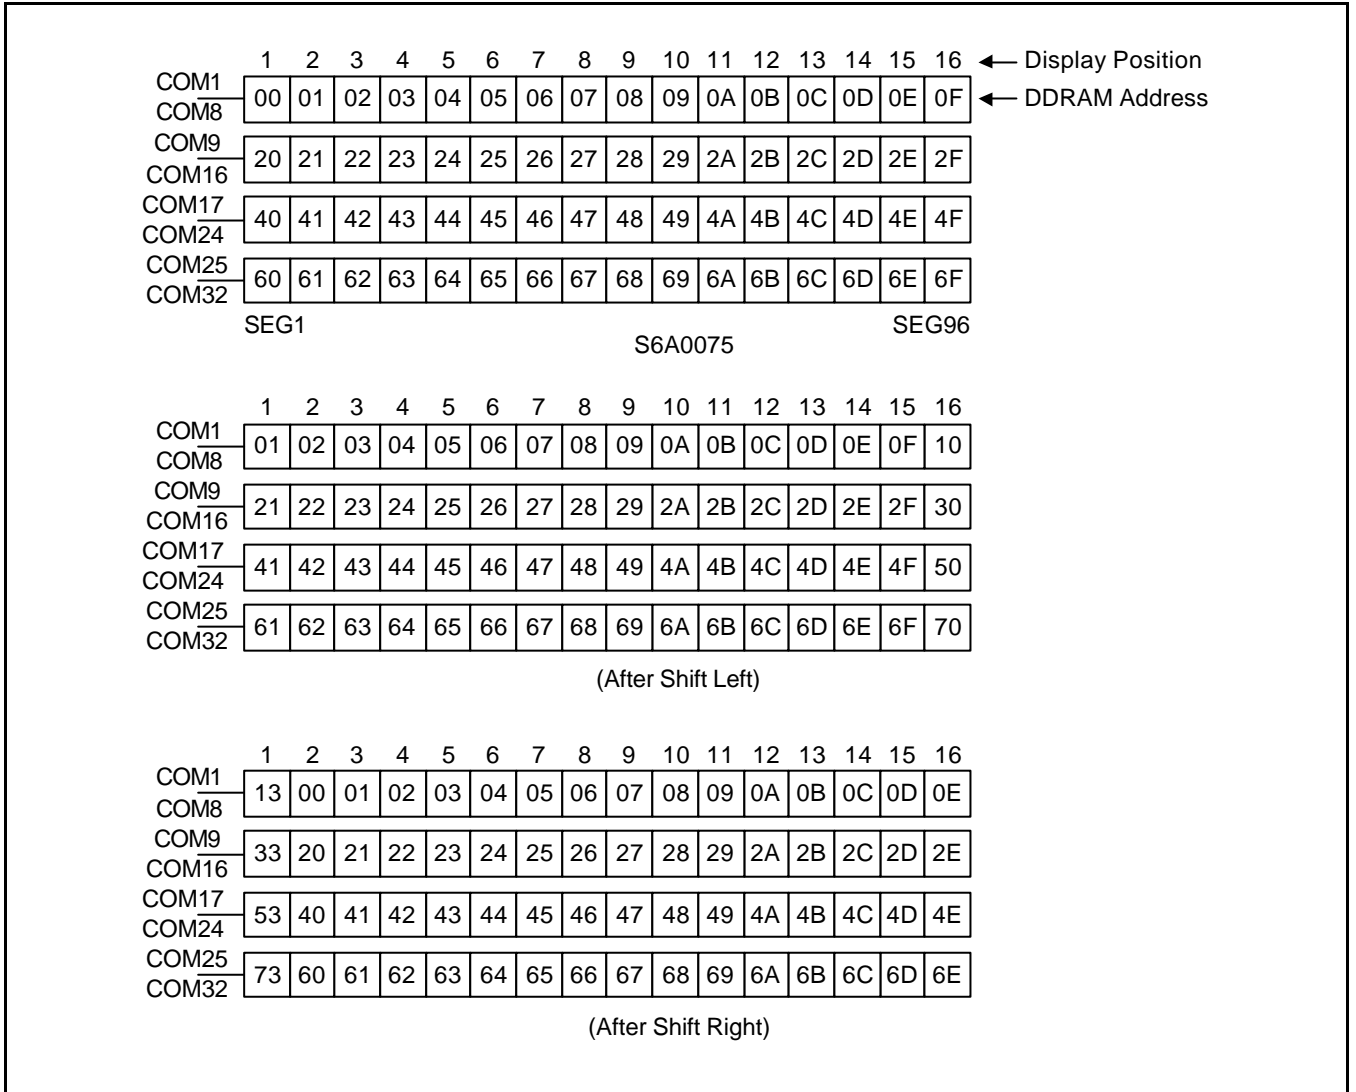 1 2 3 4 5 6 7 8 9 10 11 12 13 14 15 16 Display Position
COM1
00 01 02 03 04 05 06 07 08 09 0A 0B 0C 0D 0E 0F DDRAM Address
COM8
COM9
20 21 22 23 24 25 26 27 28 29 2A 2B 2C 2D 2E 2F
COM16
COM17
40 41 42 43 44 45 46 47 48 49 4A 4B 4C 4D 4E 4F
COM24
COM25
60 61 62 63 64 65 66 67 68 69 6A 6B 6C 6D 6E 6F
COM32
SEG1 SEG96
S6A0075
1 2 3 4 5 6 7 8 9 10 11 12 13 14 15 16
COM1
01 02 03 04 05 06 07 08 09 0A 0B 0C 0D 0E 0F 10
COM8
COM9
21 22 23 24 25 26 27 28 29 2A 2B 2C 2D 2E 2F 30
COM16
COM17
41 42 43 44 45 46 47 48 49 4A 4B 4C 4D 4E 4F 50
COM24
COM25
61 62 63 64 65 66 67 68 69 6A 6B 6C 6D 6E 6F 70
COM32
(After Shift Left)
1 2 3 4 5 6 7 8 9 10 11 12 13 14 15 16
COM1
13 00 01 02 03 04 05 06 07 08 09 0A 0B 0C 0D 0E
COM8
COM9
33 20 21 22 23 24 25 26 27 28 29 2A 2B 2C 2D 2E
COM16
COM17
53 40 41 42 43 44 45 46 47 48 49 4A 4B 4C 4D 4E
COM24
COM25
73 60 61 62 63 64 65 66 67 68 69 6A 6B 6C 6D 6E
COM32
(After Shift Right)